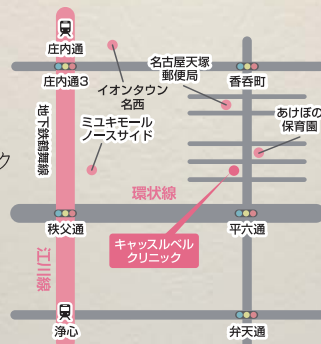 庄内通
庄内通3
イオンタウン
名西
名古屋天塚
郵便局
香呑町
地下鉄鶴舞線
ミユキモール
ノースサイド
あけぼの
保育園
ク
環状線
秩父通
キャッスルベル
クリニック
平六通
江川線
浄心
弁天通